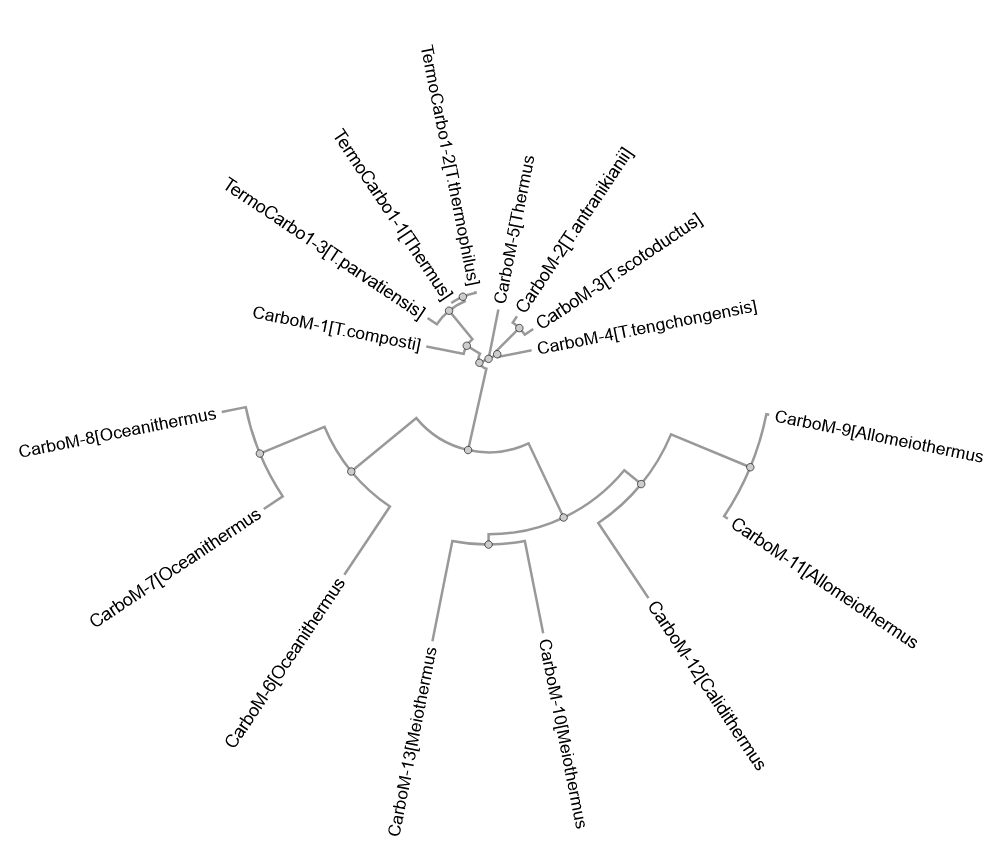 TermoCarbo1-2[T.thermophilus]
TermoCarbo1-1[Thermus]
CarboM-5[Thermus
CarboM-2[T.antranikianii]
TermoCarbo1-3[T.parvatiensis]
CarboM-3[T.scotoductus]
CarboM-1[T.composti]
CarboM-4[T.tengchongensis]
CarboM-8[Oceanithermus
CarboM-9[Allomeiothermus
CarboM-7[Oceanithermus
CarboM-11[Allomeiothermus
CarboM-6[Oceanithermus
CarboM-12[Calidithermus
CarboM-13[Meiothermus
CarboM-10[Meiothermus